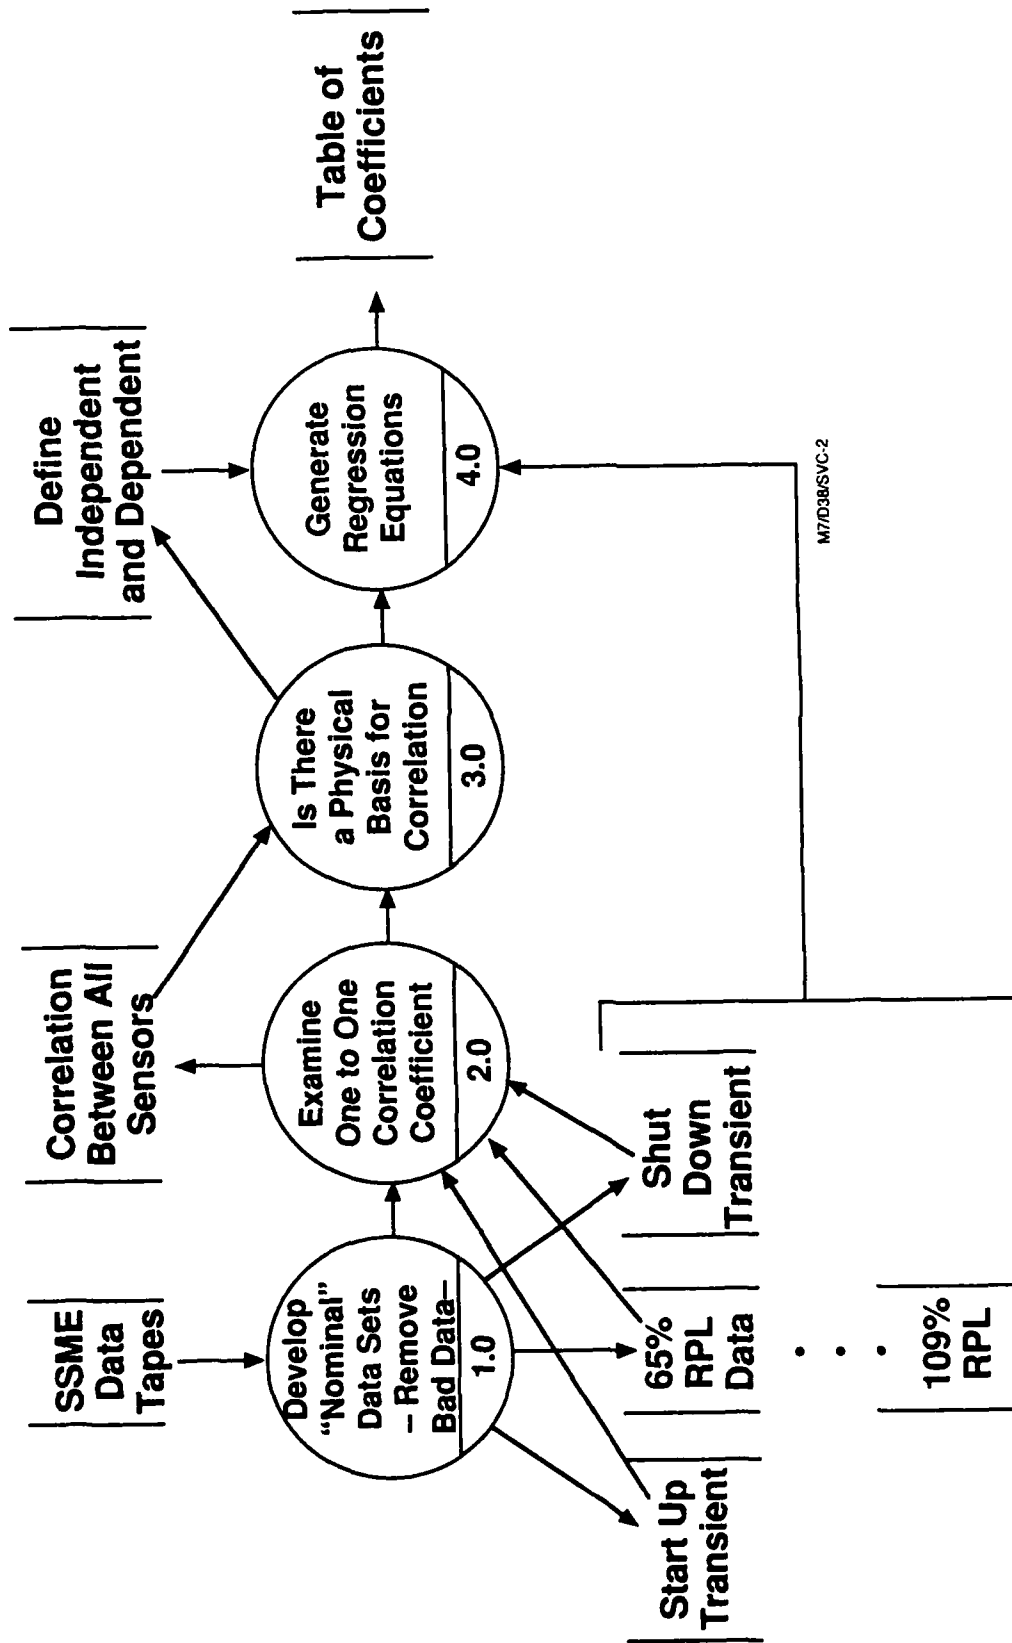 SSME
Data
Tapes
Correlation
Between All
Sensors
Define
Independent
and Dependent
Develop
“Nominal”
Data Sets
– Remove
Bad Data–
1.0
Examine
One to One
Correlation
Coefficient
2.0
Is There
a Physical
Basis for
Correlation
3.0
Generate
Regression
Equations
4.0
Table of
Coefficients
Start Up
Transient
65%
RPL
Data
Shut
Down
Transient
109%
RPL
M7/D38/SVC-2